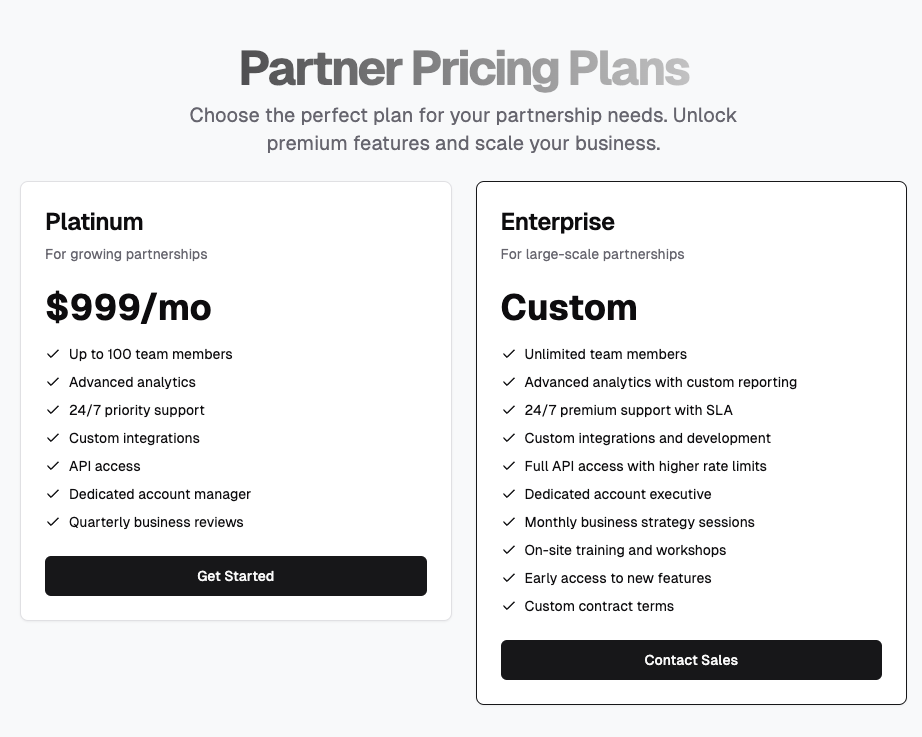 Partner Pricing Plans
Choose the perfect plan for your partnership needs. Unlock
premium features and scale your business.
Platinum
For growing partnerships
$999/mo
Up to 100 team members
Advanced analytics
24/7 priority support
Custom integrations
API access
Dedicated account manager
Quarterly business reviews
Get Started
Enterprise
For large-scale partnerships
Custom
Unlimited team members
Advanced analytics with custom reporting
24/7 premium support with SLA
Custom integrations and development
Full API access with higher rate limits
Dedicated account executive
Monthly business strategy sessions
On-site training and workshops
Early access to new features
Custom contract terms
Contact Sales